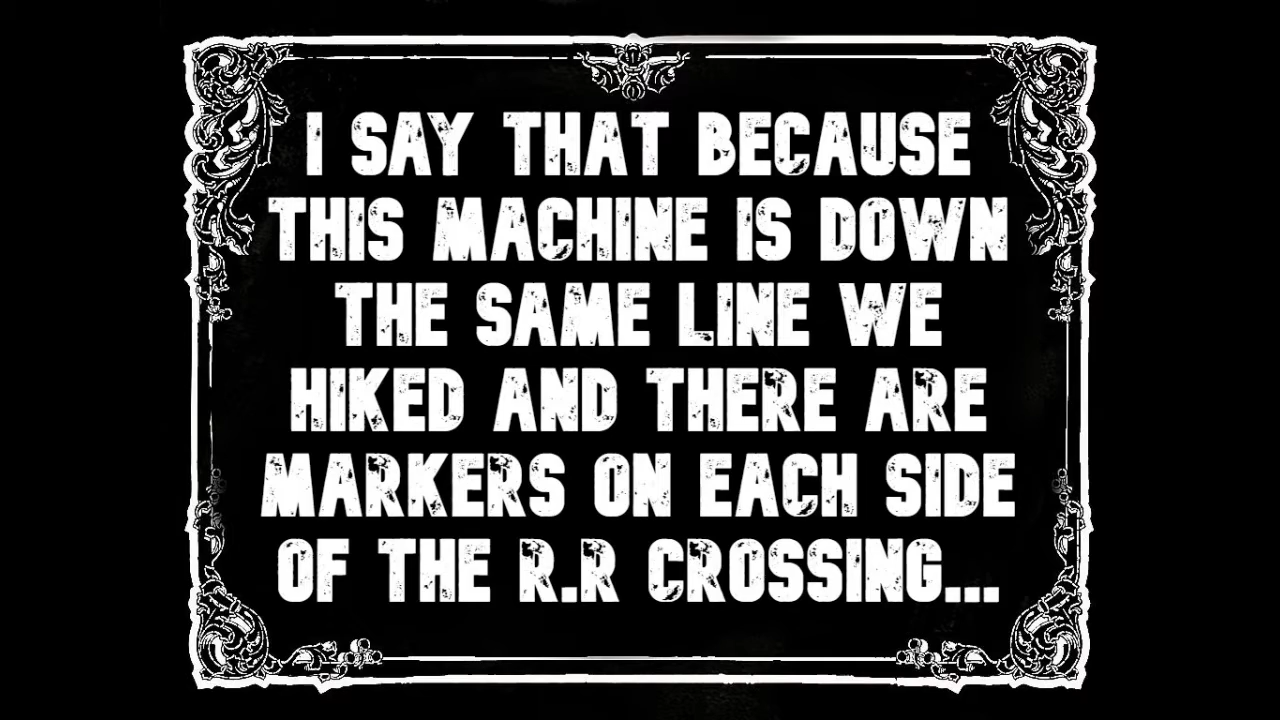 I SAY THAT BECAUSE
THIS MACHINE IS DOWN
THE SAME LINE WE
HIKED AND THERE ARE
MARKERS ON EACH SIDE
OF THE R.R CROSSING...